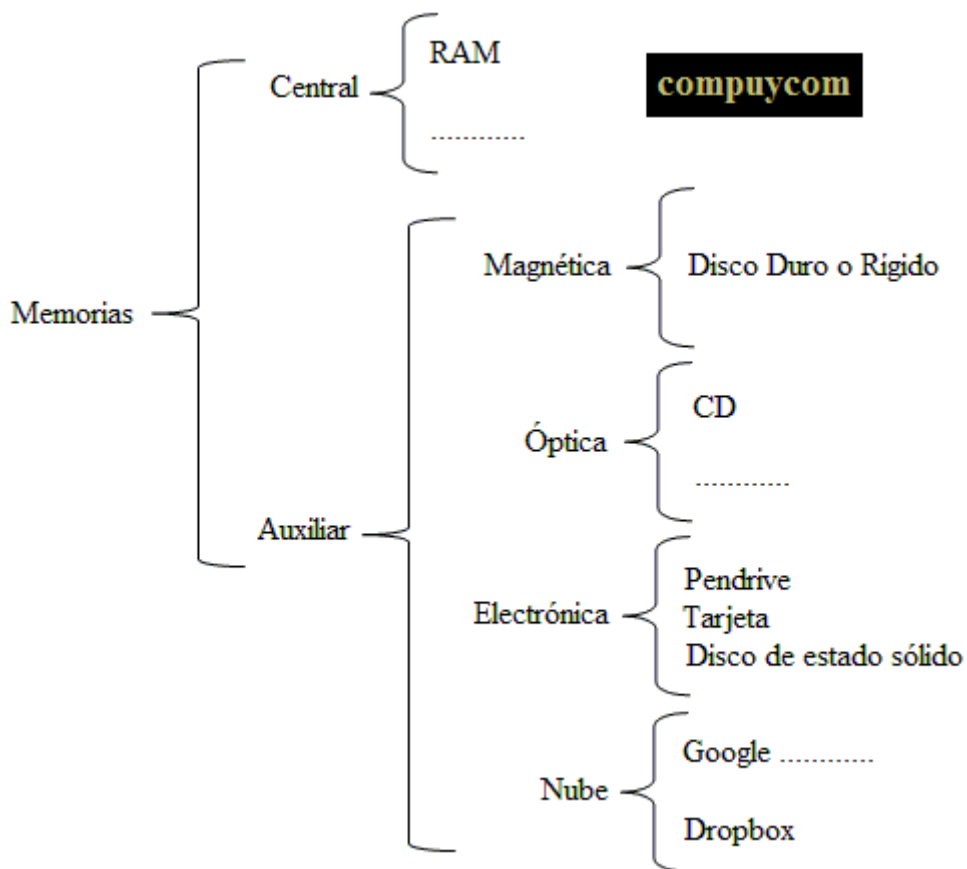 RAM
compuycom
Central
............
Magnética
Disco Duro o Rígido
Memorias
CD
Óptica
............
Auxiliar
Pendrive
Electrónica
Tarjeta
Disco de estado sólido
Google ............
Nube
Dropbox